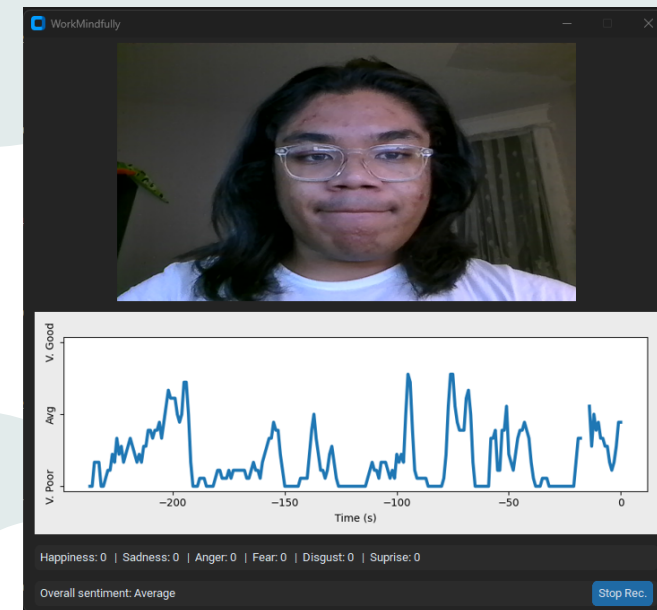 WorkMindfully
V. Good
Avg
V. Poor
−200 −150 −100 −50 0
Time (s)
Happiness: 0 | Sadness: 0 | Anger: 0 | Fear: 0 | Disgust: 0 | Suprise: 0
Overall sentiment: Average Stop Rec.